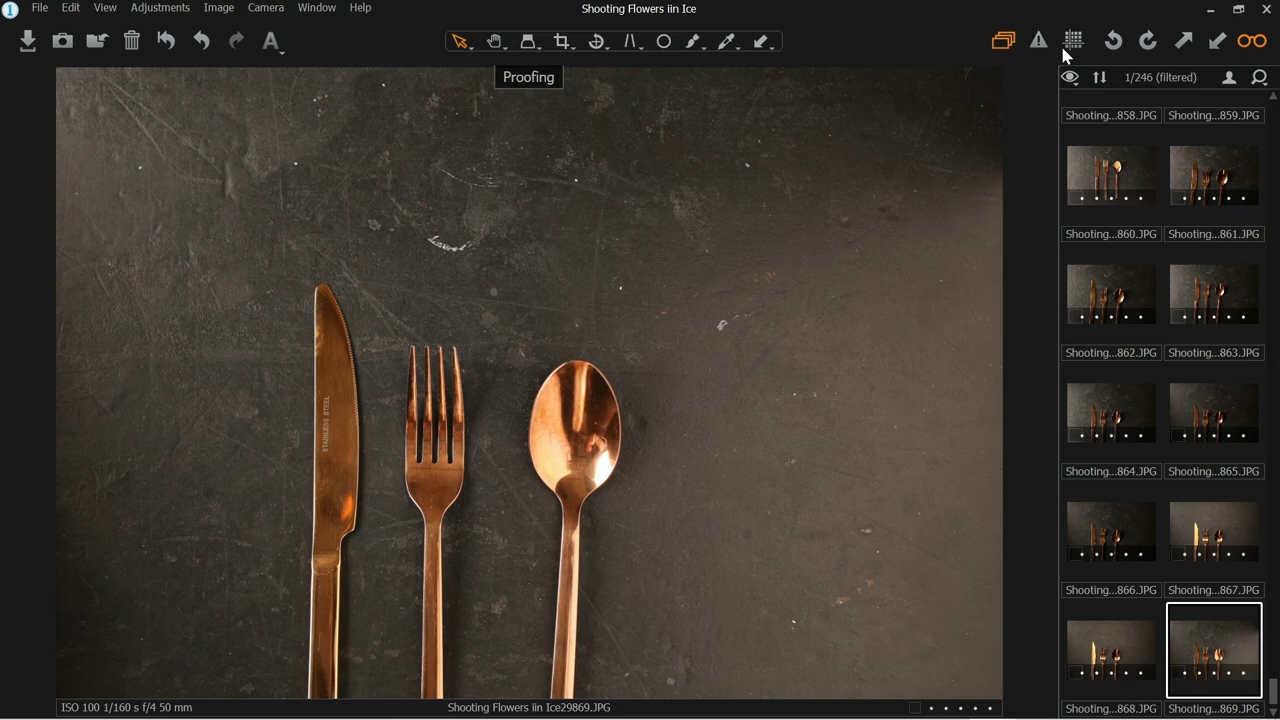 File Edit View Adjustments Image Camera Window Help
Shooting Flowers iin Ice
Proofing
1/246 (filtered)
Shooting...858.JPG Shooting...859.JPG
Shooting...860.JPG Shooting...861.JPG
Shooting...862.JPG Shooting...863.JPG
Shooting...864.JPG Shooting...865.JPG
Shooting...866.JPG Shooting...867.JPG
Shooting...868.JPG Shooting...869.JPG
STAINLESS STEEL
ISO 100 1/160 s f/4 50 mm
Shooting Flowers iin Ice29869.JPG